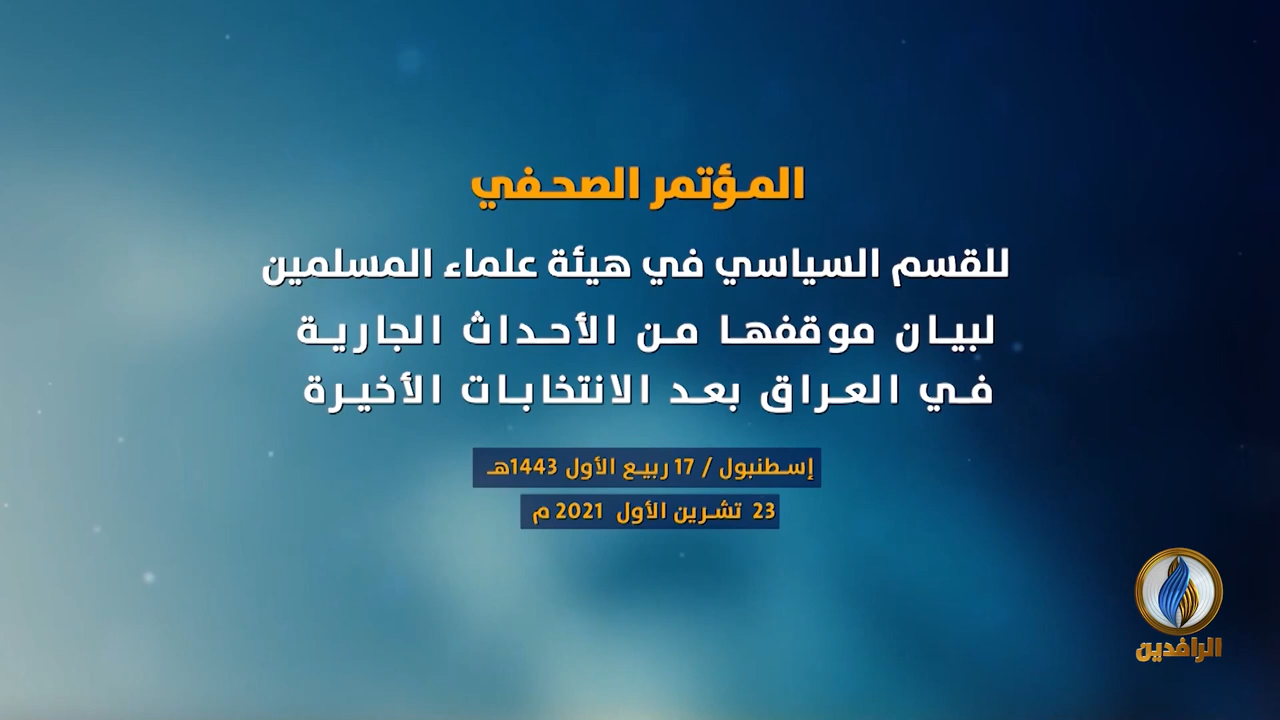 المؤتمر الصحفي
للقسم السياسي في هيئة علماء المسلمين
لبيان موقفها من الأحداث الجارية
في العراق بعد الانتخابات الأخيرة
إسطنبول / 17 ربيع الأول 1443هـ
23 تشرين الأول 2021 م
الرافدين